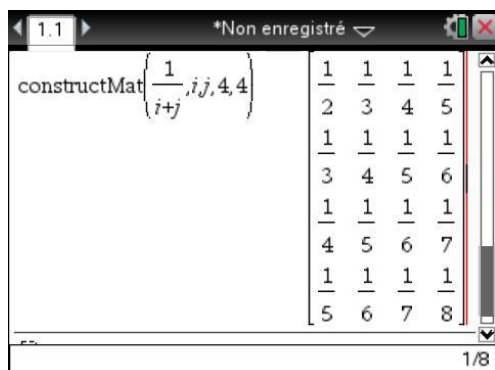 1.1 *Non enregistré
constructMat(1/(i+j),i,j,4,4)
[1/2 1/3 1/4 1/5
1/3 1/4 1/5 1/6
1/4 1/5 1/6 1/7
1/5 1/6 1/7 1/8]
1/8